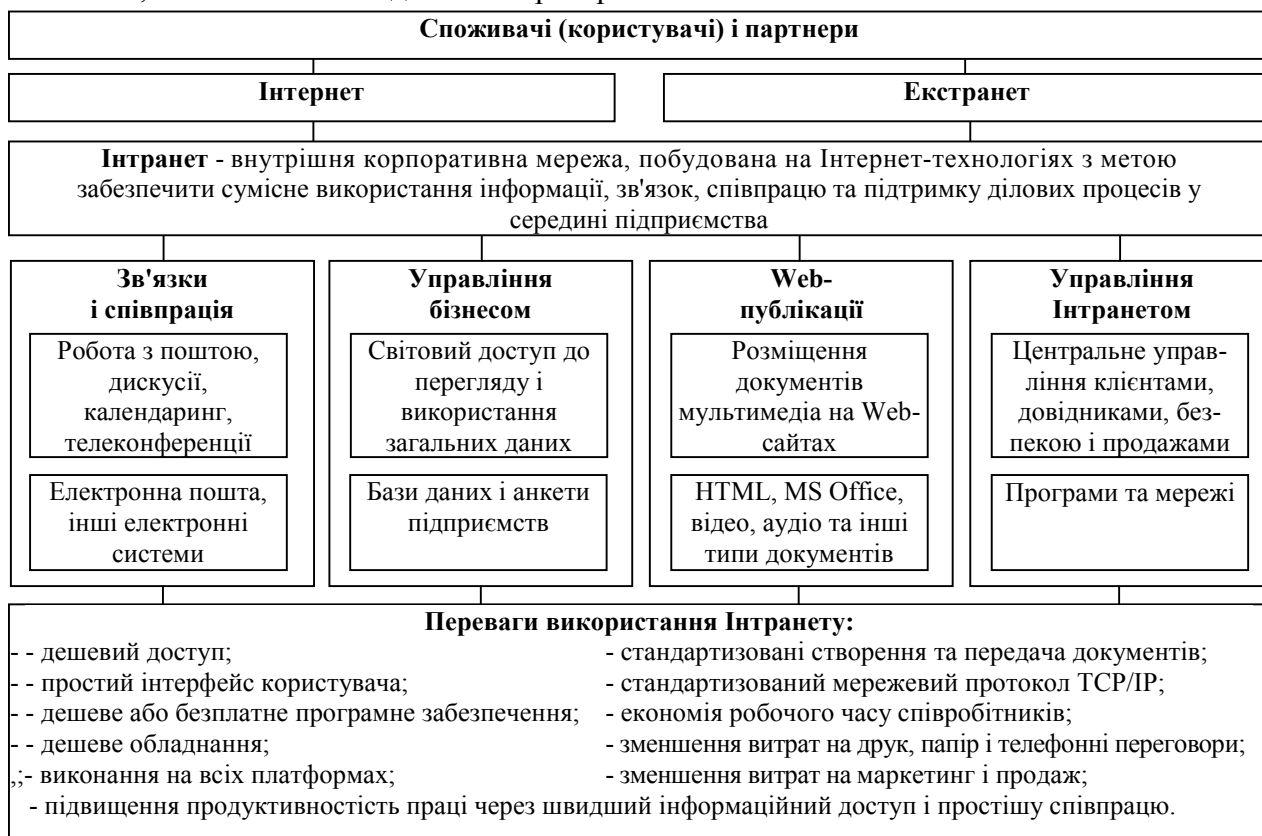 Споживачі (користувачі) і партнери
Інтернет
Екстранет
Інтранет - внутрішня корпоративна мережа, побудована на Інтернет-технологіях з метою
забезпечити сумісне використання інформації, зв'язок, співпрацю та підтримку ділових процесів у
середині підприємства
Зв'язки
і співпрація
Робота з поштою,
дискусії,
календаринг,
телеконференції
Електронна пошта,
інші електронні
системи
Управління
бізнесом
Світовий доступ до
перегляду і
використання
загальних даних
Бази даних і анкети
підприємств
Web-
публікації
Розміщення
документів
мультимедіа на Web-
сайтах
HTML, MS Office,
відео, аудіо та інші
типи документів
Управління
Інтранетом
Центральне управ-
ління клієнтами,
довідниками, без-
пекою і продажами
Програми та мережі
Переваги використання Інтранету:
- - дешевий доступ;
- - простий інтерфейс користувача;
- - дешеве або безплатне програмне забезпечення;
- - дешеве обладнання;
,;- виконання на всіх платформах;
- стандартизовані створення та передача документів;
- стандартизований мережевий протокол TCP/IP;
- економія робочого часу співробітників;
- зменшення витрат на друк, папір і телефонні переговори;
- зменшення витрат на маркетинг і продаж;
- підвищення продуктивностість праці через швидший інформаційний доступ і простішу співпрацю.